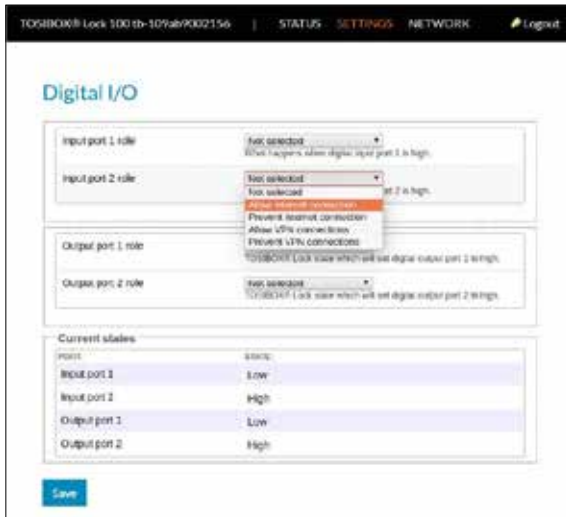 TOSIBOX® Lock 100 | STATUS SETTINGS NETWORK Logout
Digital I/O
Input port 1 role Not selected
What happens when digital input port 1 is high.
Input port 2 role Not selected
Not selected port 2 is high.
Allow internet connection
Prevent internet connection
Allow VPN connections
Prevent VPN connections
Output port 1 role
TOSIBOX® Lock state which will set digital output port 1 to high.
Output port 2 role Not selected
TOSIBOX® Lock state which will set digital output port 2 to high.
Current states
PORT STATE
Input port 1 Low
Input port 2 High
Output port 1 Low
Output port 2 High
Save